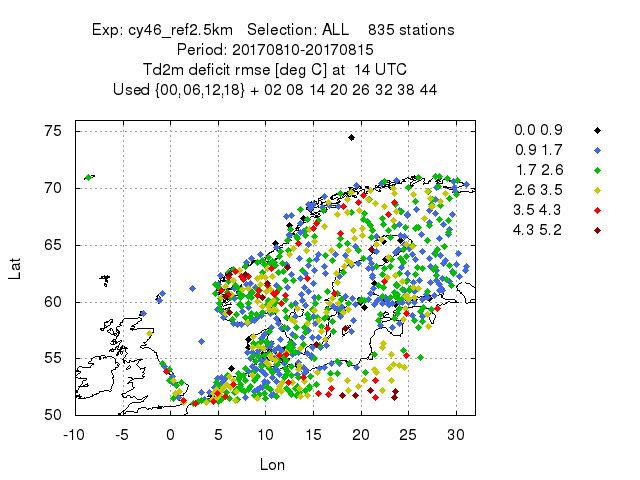 Exp: cy46_ref2.5km   Selection: ALL    835 stations
Period: 20170810-20170815
Td2m deficit rmse [deg C] at  14 UTC
Used {00,06,12,18} + 02 08 14 20 26 32 38 44
75
70
65
60
55
50
Lat
-10 -5 0 5 10 15 20 25 30
Lon
0.0 0.9
0.9 1.7
1.7 2.6
2.6 3.5
3.5 4.3
4.3 5.2